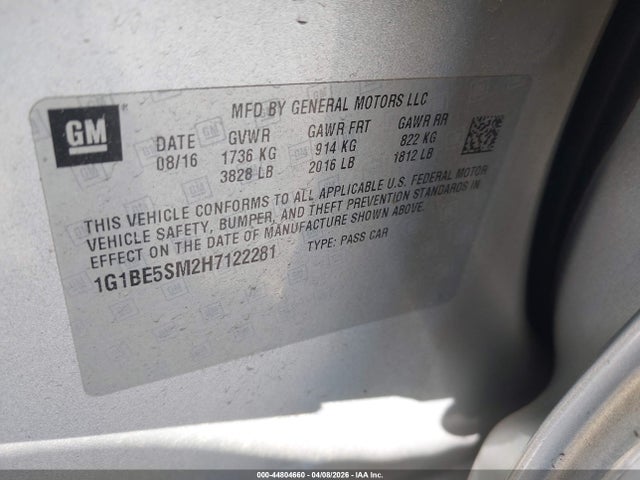 GM
MFD BY GENERAL MOTORS LLC
DATE GVWR GAWR FRT GAWR RR
08/16 1736 KG 914 KG 822 KG
3828 LB 2016 LB 1812 LB
THIS VEHICLE CONFORMS TO ALL APPLICABLE U.S. FEDERAL MOTOR
VEHICLE SAFETY, BUMPER, AND THEFT PREVENTION STANDARDS IN
EFFECT ON THE DATE OF MANUFACTURE SHOWN ABOVE.
1G1BE5SM2H7122281 TYPE: PASS CAR
000-44804660 - 04/08/2026 - IAA Inc.